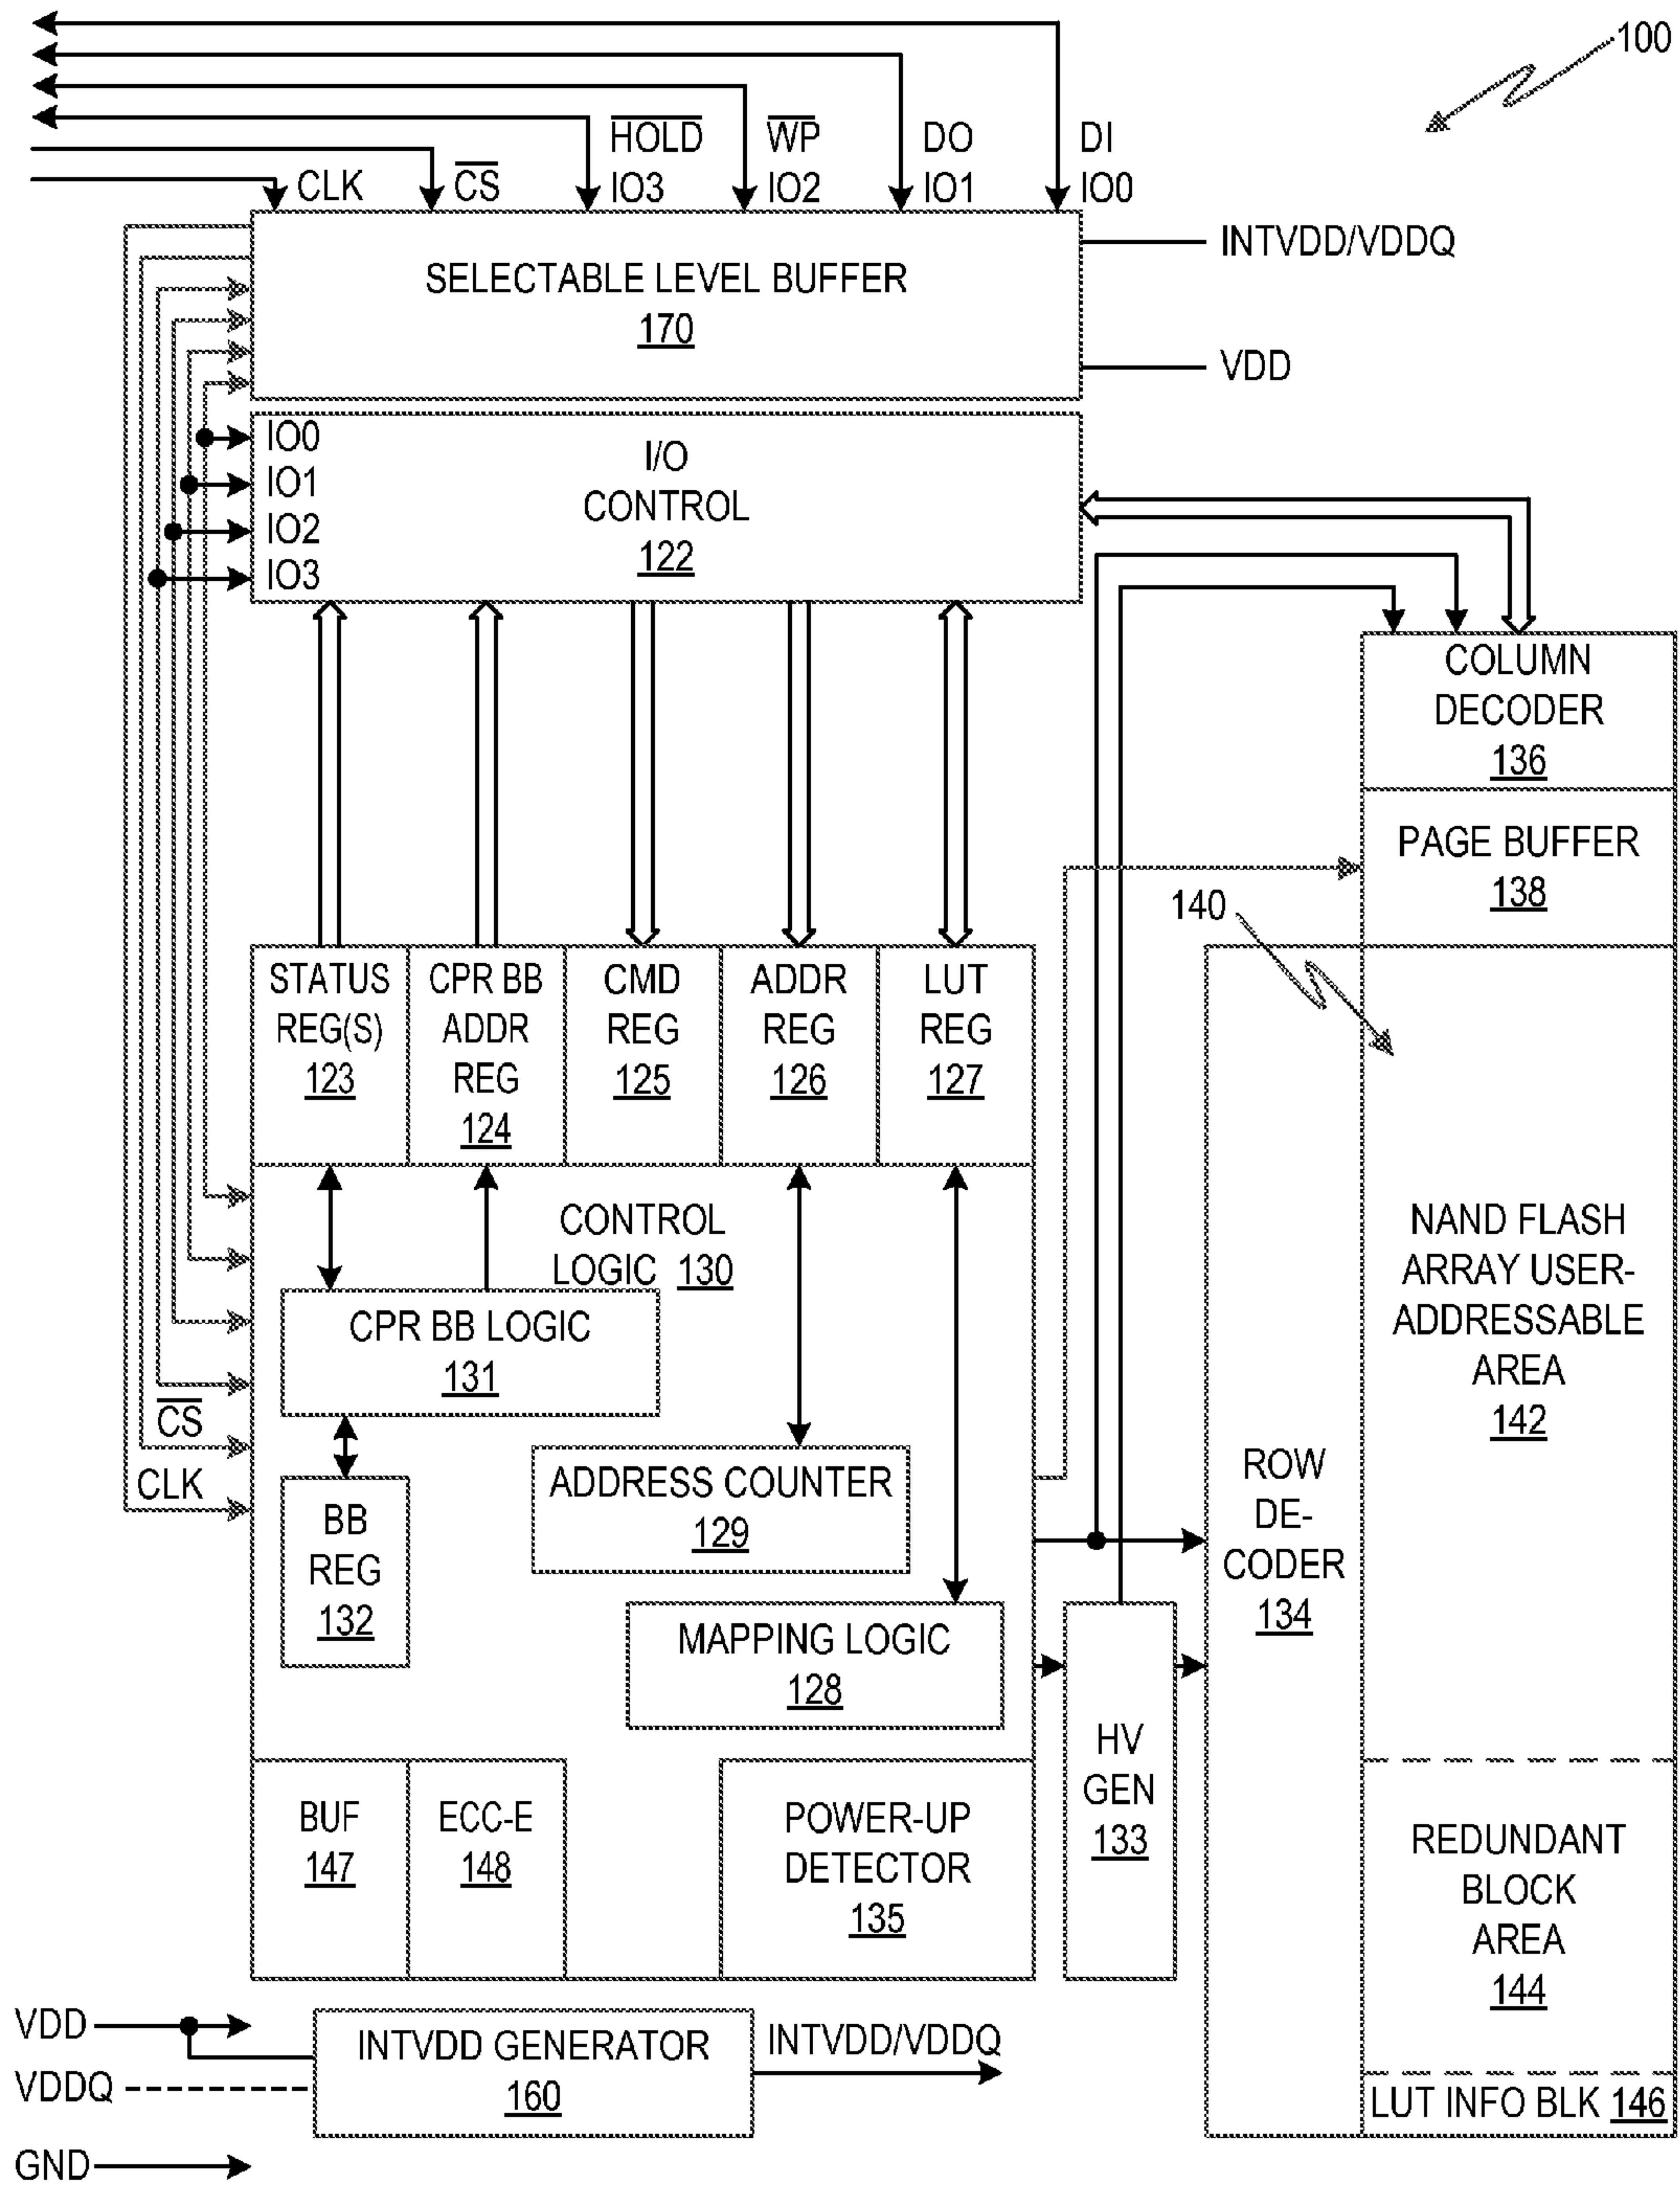 100
HOLD WP DO DI
CLK CS IO3 IO2 IO1 IO0
INTVDD/VDDQ
SELECTABLE LEVEL BUFFER
170
VDD
IO0
IO1
IO2
IO3
I/O
CONTROL
122
COLUMN
DECODER
136
PAGE BUFFER
138
140
STATUS
REG(S)
123
CPR BB
ADDR
REG
124
CMD
REG
125
ADDR
REG
126
LUT
REG
127
CONTROL
LOGIC 130
CPR BB LOGIC
131
CS
CLK
BB
REG
132
ADDRESS COUNTER
129
MAPPING LOGIC
128
ROW
DE-
CODER
134
NAND FLASH
ARRAY USER-
ADDRESSABLE
AREA
142
HV
GEN
133
BUF
147
ECC-E
148
POWER-UP
DETECTOR
135
REDUNDANT
BLOCK
AREA
144
LUT INFO BLK 146
VDD
VDDQ
GND
INTVDD GENERATOR
160
INTVDD/VDDQ